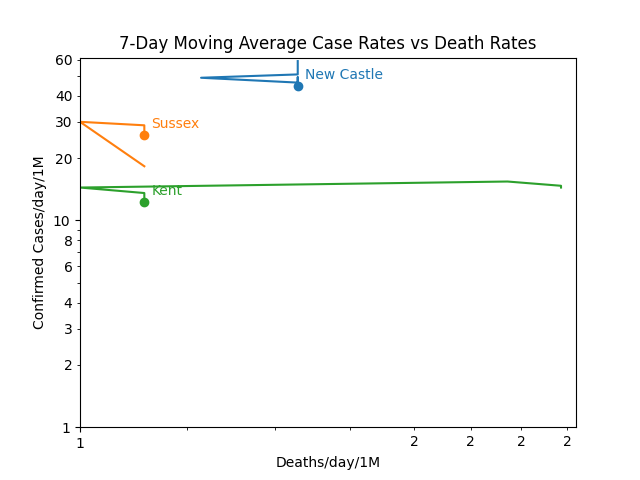 7-Day Moving Average Case Rates vs Death Rates
60
New Castle
40
30
Sussex
20
Kent
10
8
6
4
3
2
1
Confirmed Cases/day/1M
1
2
2
2
2
Deaths/day/1M